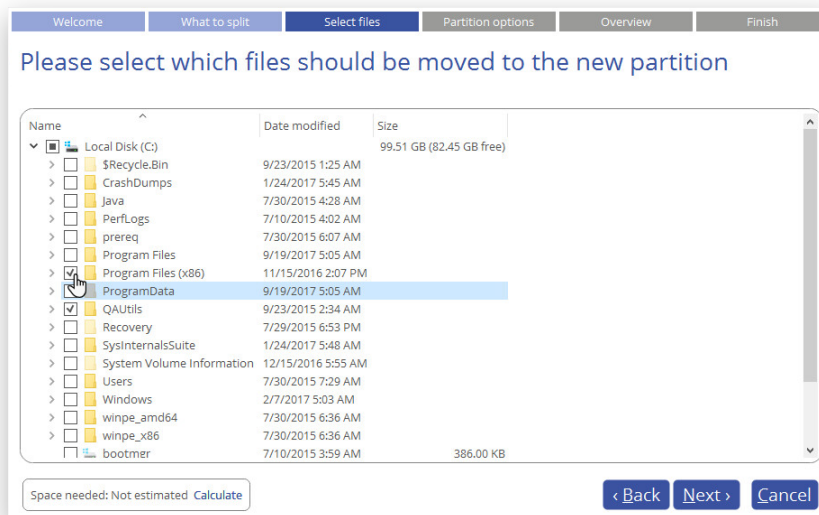 Welcome What to split Select files Partition options Overview Finish
Please select which files should be moved to the new partition
Name Date modified Size
Local Disk (C:) 99.51 GB (82.45 GB free)
$Recycle.Bin 9/23/2015 1:25 AM
CrashDumps 1/24/2017 5:45 AM
Java 7/30/2015 4:28 AM
PerfLogs 7/10/2015 4:02 AM
prereq 7/30/2015 6:07 AM
Program Files 9/19/2017 5:05 AM
Program Files (x86) 11/15/2016 2:07 PM
ProgramData 9/19/2017 5:05 AM
QAUtils 9/23/2015 2:34 AM
Recovery 7/29/2015 6:53 PM
SysInternalsSuite 1/24/2017 5:48 AM
System Volume Information 12/15/2016 5:55 AM
Users 7/30/2015 7:29 AM
Windows 2/7/2017 5:03 AM
winpe_amd64 7/30/2015 6:36 AM
winpe_x86 7/30/2015 6:36 AM
bootmgr 7/10/2015 3:59 AM 386.00 KB
Space needed: Not estimated Calculate ‹ Back Next › Cancel